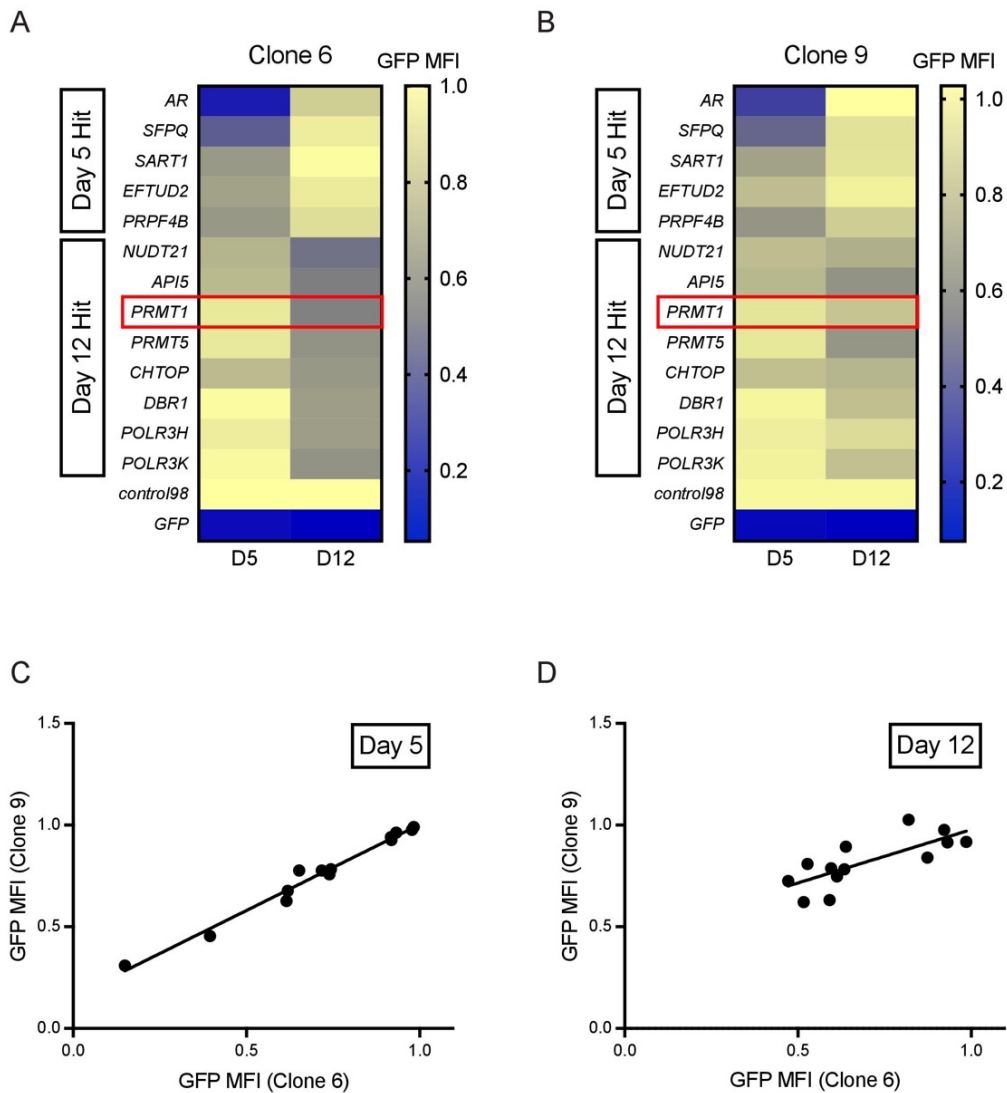 A
Clone 6
GFP MFI
Day 5 Hit
Day 12 Hit
AR
SFPQ
SART1
EFTUD2
PRPF4B
NUDT21
API5
PRMT1
PRMT5
CHTOP
DBR1
POLR3H
POLR3K
control98
GFP
D5
D12
1.0
0.8
0.6
0.4
0.2
B
Clone 9
GFP MFI
Day 5 Hit
Day 12 Hit
AR
SFPQ
SART1
EFTUD2
PRPF4B
NUDT21
API5
PRMT1
PRMT5
CHTOP
DBR1
POLR3H
POLR3K
control98
GFP
D5
D12
1.0
0.8
0.6
0.4
0.2
C
Day 5
GFP MFI (Clone 9)
1.5
1.0
0.5
0.0
0.0
0.5
1.0
GFP MFI (Clone 6)
D
Day 12
GFP MFI (Clone 9)
1.5
1.0
0.5
0.0
0.0
0.5
1.0
GFP MFI (Clone 6)